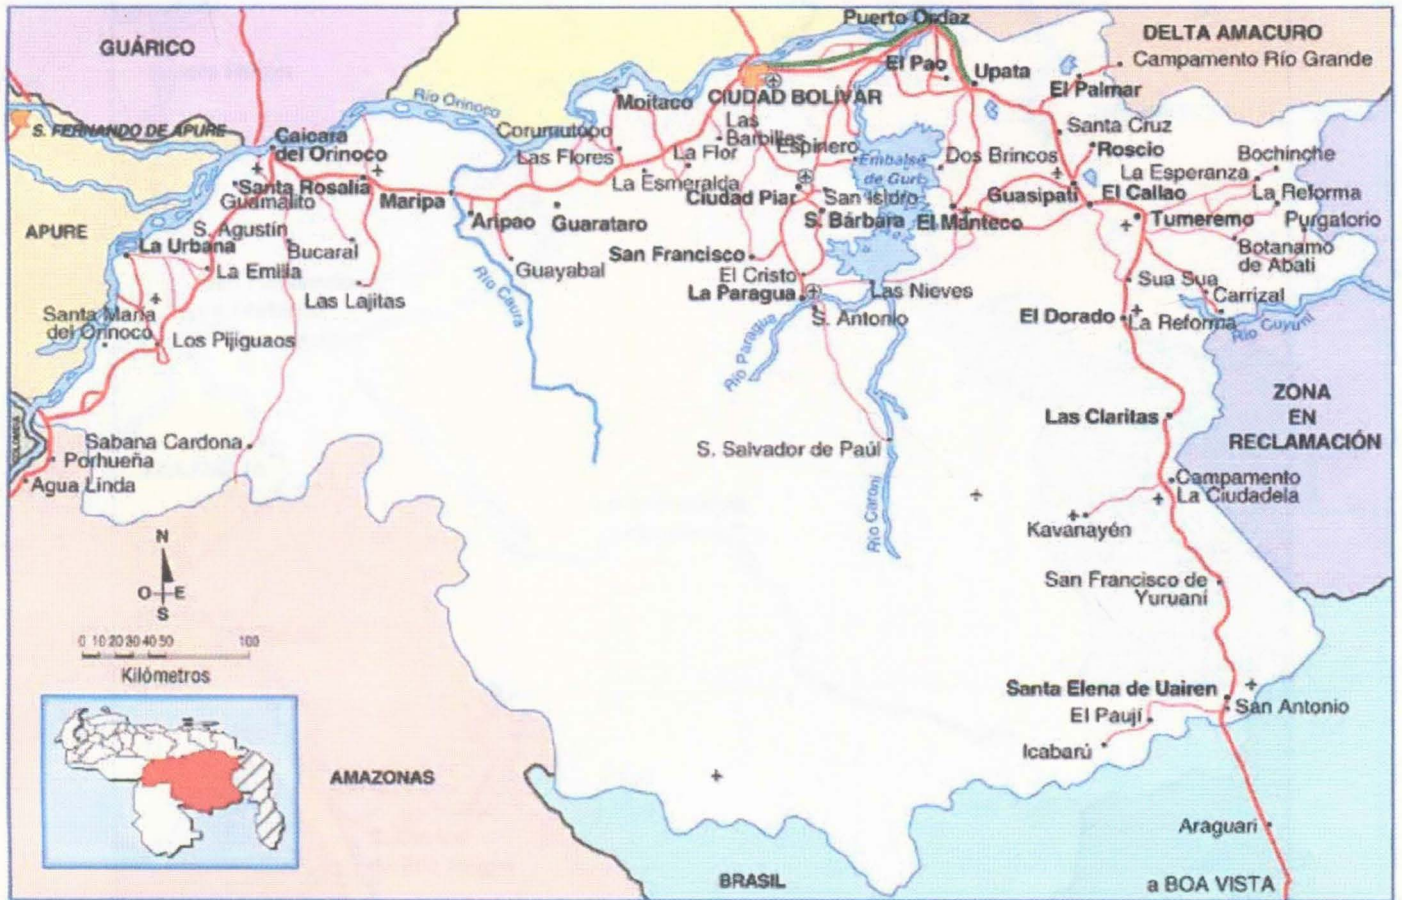 Puerto Ordaz
GUÁRICO
DELTA AMACURO
Campamento Río Grande
El Pao
Upata
El Palmar
Río Orinoco
Moitaco
CIUDAD BOLÍVAR
S. FERNANDO DE APURE
Caicara
del Orinoco
Corumutopo
Las Flores
Las
Barbillas
La Flor
Espinero
Embalse
de Guri
Dos Brincos
Santa Cruz
Roscio
Bochinche
La Esperanza
La Reforma
Santa Rosalia
Guamalito
Maripa
La Esmeralda
Ciudad Piar
San Isidro
Guasipati
El Callao
Tumeremo
Purgatorio
APURE
S. Agustín
La Urbana
Bucaral
Aripao
Guarataro
S. Bárbara
El Manteco
Botanamo
de Abati
La Emilia
Guayabal
San Francisco
El Cristo
Sua Sua
Las Lajitas
Río Caura
La Paragua
Las Nieves
Carrizal
Santa María
del Orinoco
Los Pijiguaos
Río Paragua
S. Antonio
El Dorado
La Reforma
Río Cuyuni
ZONA
EN
RECLAMACIÓN
COLOMBIA
Las Claritas
Sabana Cardona
S. Salvador de Paúl
Porhueña
Agua Linda
Río Caroní
Campamento
La Ciudadela
Kavanayén
N
O E
S
San Francisco de
Yuruaní
0 10 20 30 40 50 100
Kilómetros
Santa Elena de Uairen
San Antonio
El Paují
Icabarú
AMAZONAS
Araguari
BRASIL
a BOA VISTA